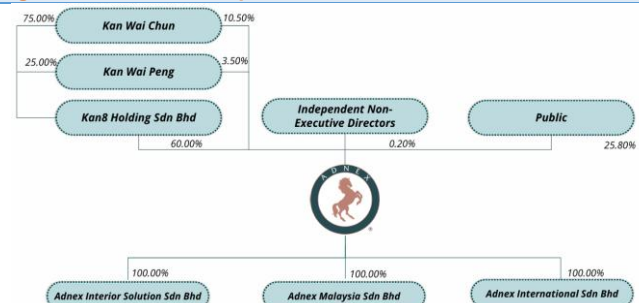 75.00%
Kan Wai Chun
10.50%
25.00%
Kan Wai Peng
3.50%
Kan8 Holding Sdn Bhd
Independent Non-
Executive Directors
Public
60.00%
0.20%
25.80%
ADNEX
100.00%
100.00%
100.00%
Adnex Interior Solution Sdn Bhd
Adnex Malaysia Sdn Bhd
Adnex International Sdn Bhd